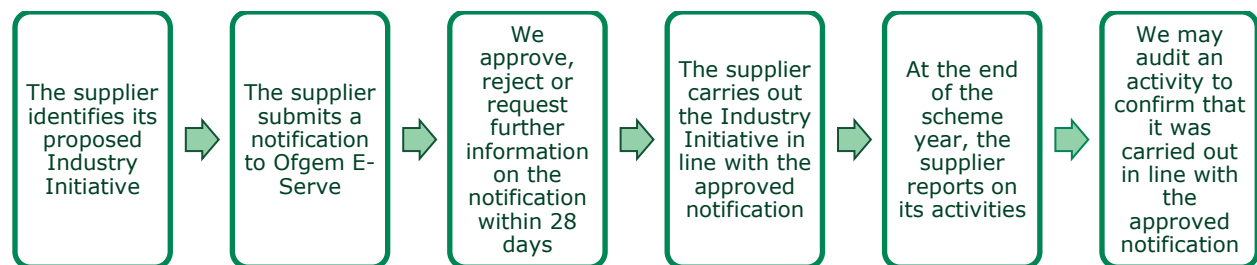 The supplier
identifies its
proposed
Industry
Initiative
The supplier
submits a
notification
to Ofgem E-
Serve
We
approve,
reject or
request
further
information
on the
notification
within 28
days
The supplier
carries out
the Industry
Initiative in
line with the
approved
notification
At the end
of the
scheme
year, the
supplier
reports on
its activities
We may
audit an
activity to
confirm that
it was
carried out
in line with
the
approved
notification